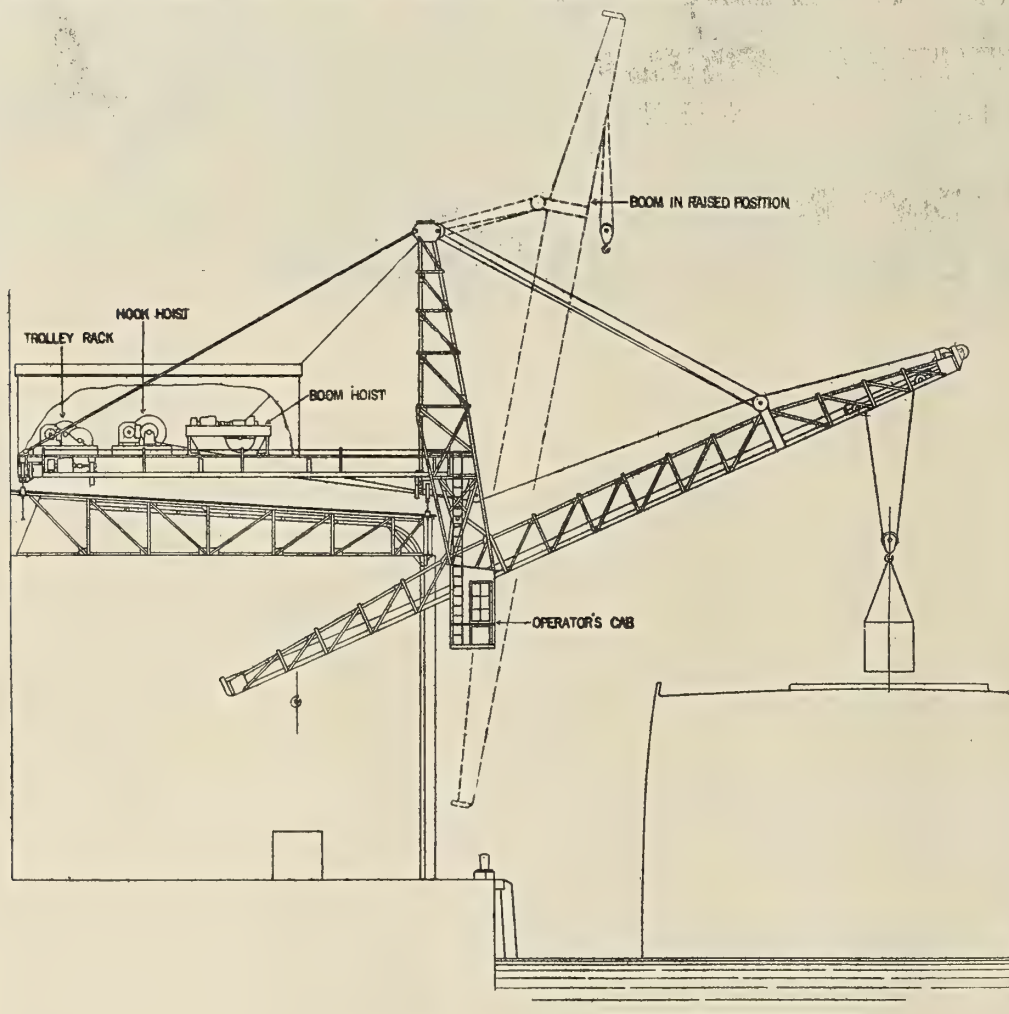 BOOM IN RAISED POSITION
HOOK HOIST
TROLLEY RACK
BOOM HOIST
OPERATOR'S CAB